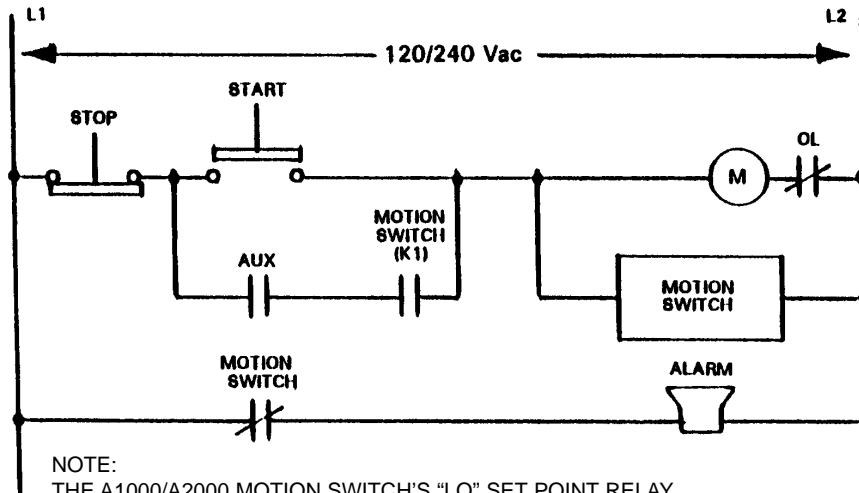 L1
L2
120/240 Vac
START
STOP
OL
M
MOTION
SWITCH
(K1)
AUX
MOTION
SWITCH
MOTION
SWITCH
ALARM
NOTE:
THE A1000/A2000 MOTION SWITCH'S “LO” SET POINT RELAY